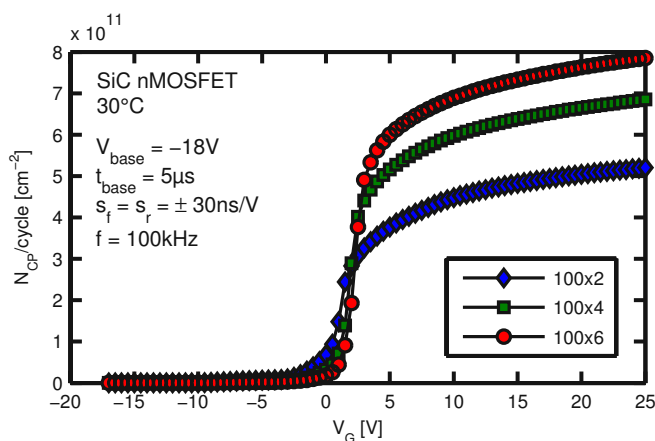 x 10^11
8
7
6
5
4
3
2
1
0
N_CP/cycle [cm^−2]
SiC nMOSFET
30°C
V_base = −18V
t_base = 5µs
s_f = s_r = ± 30ns/V
f = 100kHz
100x2
100x4
100x6
−20 −15 −10 −5 0 5 10 15 20 25
V_G [V]